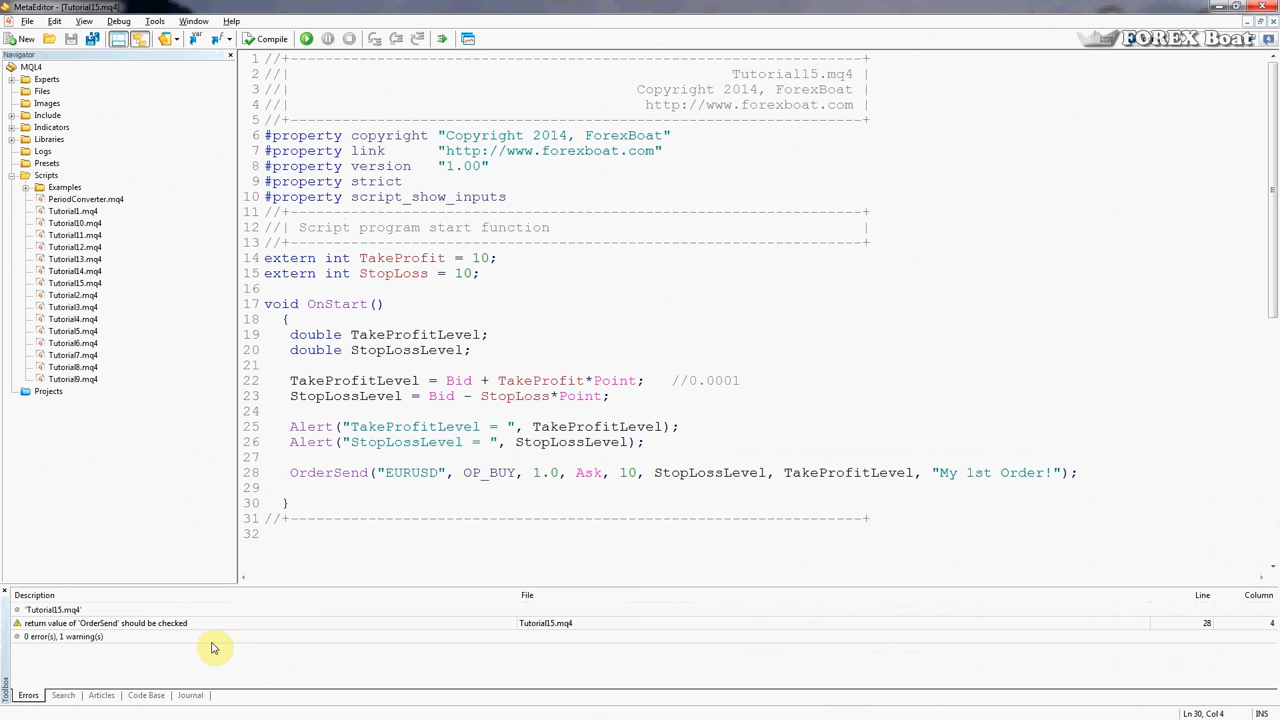 MetaEditor - [Tutorial15.mq4]
File Edit View Debug Tools Window Help
New Compile
FOREX Boat
Navigator
MQL4
Experts
Files
Images
Include
Indicators
Libraries
Logs
Presets
Scripts
Examples
PeriodConverter.mq4
Tutorial1.mq4
Tutorial10.mq4
Tutorial11.mq4
Tutorial12.mq4
Tutorial13.mq4
Tutorial14.mq4
Tutorial15.mq4
Tutorial2.mq4
Tutorial3.mq4
Tutorial4.mq4
Tutorial5.mq4
Tutorial6.mq4
Tutorial7.mq4
Tutorial8.mq4
Tutorial9.mq4
Projects
1 //+------------------------------------------------------------------+
2 //| Tutorial15.mq4 |
3 //| Copyright 2014, ForexBoat |
4 //| http://www.forexboat.com |
5 //+------------------------------------------------------------------+
6 #property copyright "Copyright 2014, ForexBoat"
7 #property link "http://www.forexboat.com"
8 #property version "1.00"
9 #property strict
10 #property script_show_inputs
11 //+------------------------------------------------------------------+
12 //| Script program start function |
13 //+------------------------------------------------------------------+
14 extern int TakeProfit = 10;
15 extern int StopLoss = 10;
16
17 void OnStart()
18 {
19 double TakeProfitLevel;
20 double StopLossLevel;
21
22 TakeProfitLevel = Bid + TakeProfit*Point; //0.0001
23 StopLossLevel = Bid - StopLoss*Point;
24
25 Alert("TakeProfitLevel = ", TakeProfitLevel);
26 Alert("StopLossLevel = ", StopLossLevel);
27
28 OrderSend("EURUSD", OP_BUY, 1.0, Ask, 10, StopLossLevel, TakeProfitLevel, "My 1st Order!");
29
30 }
31 //+------------------------------------------------------------------+
32
Description File Line Column
'Tutorial15.mq4'
return value of 'OrderSend' should be checked Tutorial15.mq4 28 4
0 error(s), 1 warning(s)
Toolbox
Errors Search Articles Code Base Journal
Ln 30, Col 4 INS